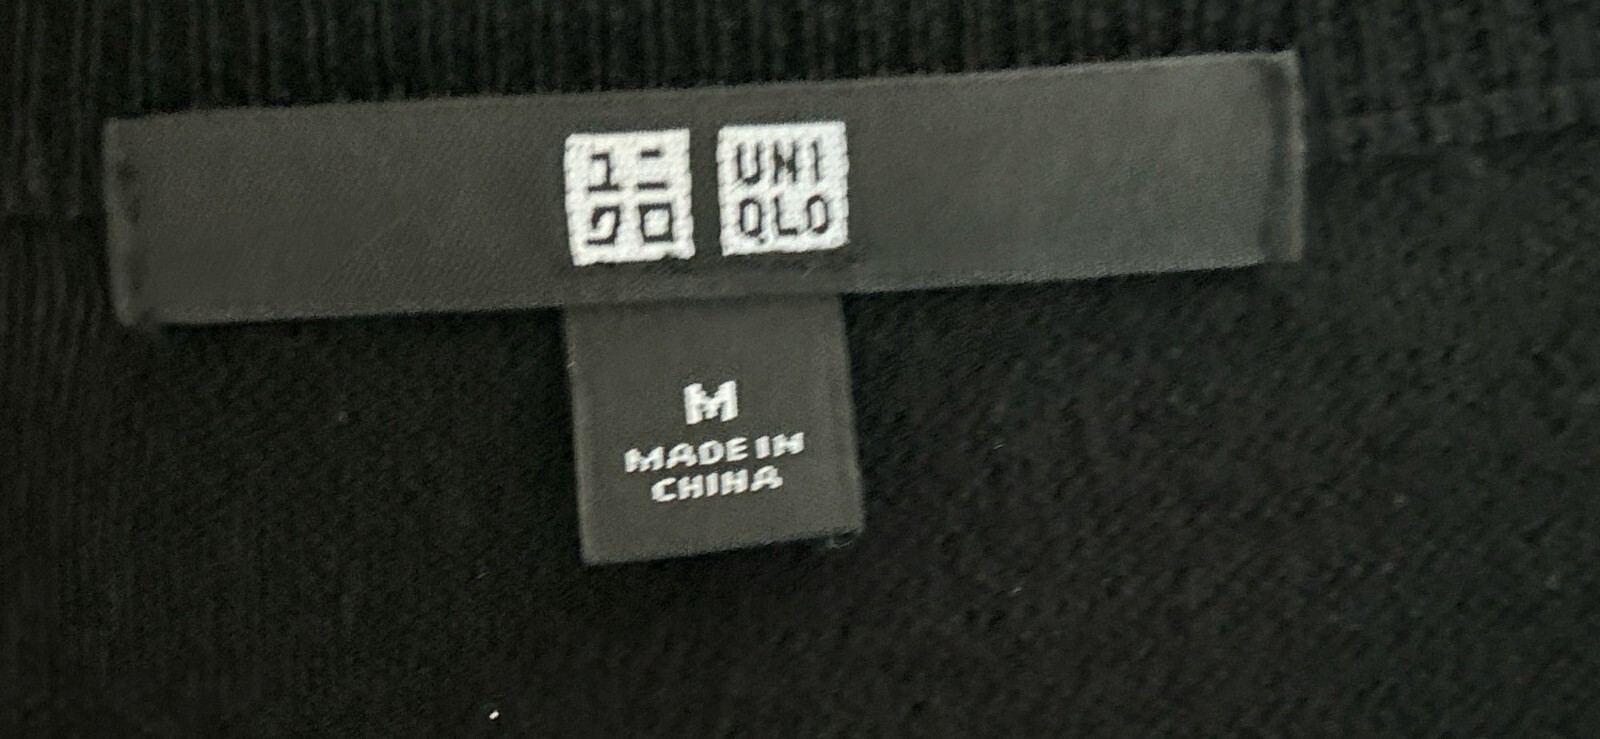 ユニ UNI
クロ QLO
M
MADE IN
CHINA